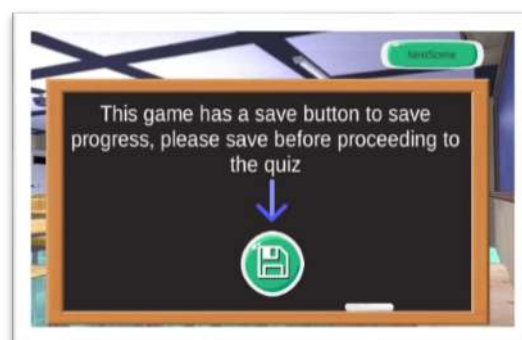 NextScene
This game has a save button to save
progress, please save before proceeding to
the quiz